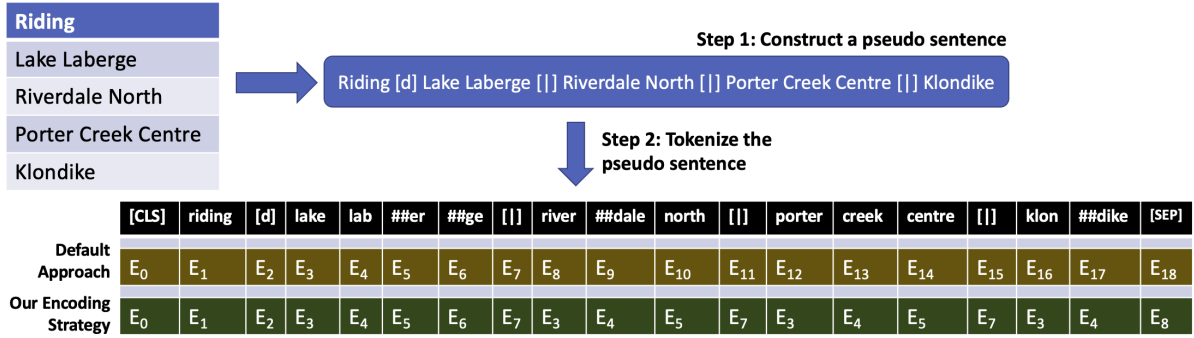 Riding
Lake Laberge
Riverdale North
Porter Creek Centre
Klondike
Step 1: Construct a pseudo sentence
Riding [d] Lake Laberge [|] Riverdale North [|] Porter Creek Centre [|] Klondike
Step 2: Tokenize the
pseudo sentence
[CLS] riding [d] lake lab ##er ##ge [|] river ##dale north [|] porter creek centre [|] klon ##dike [SEP]
Default
Approach
E0 E1 E2 E3 E4 E5 E6 E7 E8 E9 E10 E11 E12 E13 E14 E15 E16 E17 E18
Our Encoding
Strategy
E0 E1 E2 E3 E4 E5 E6 E7 E3 E4 E5 E7 E3 E4 E5 E7 E3 E4 E8